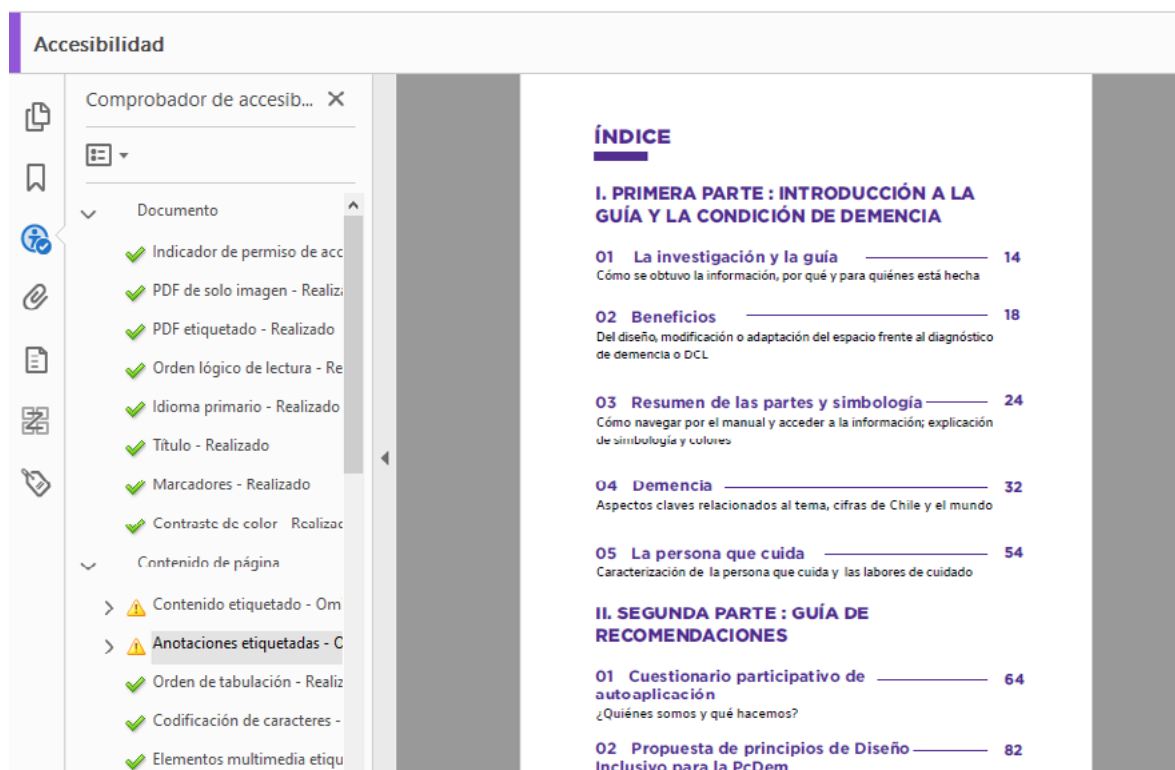 Accesibilidad
Comprobador de accesib...
Documento
Indicador de permiso de acc
PDF de solo imagen - Realiza
PDF etiquetado - Realizado
Orden lógico de lectura - Re
Idioma primario - Realizado
Título - Realizado
Marcadores - Realizado
Contraste de color Realizac
Contenido de página
Contenido etiquetado - Om
Anotaciones etiquetadas - O
Orden de tabulación - Realiz
Codificación de caracteres -
Elementos multimedia etiqu
ÍNDICE
I. PRIMERA PARTE : INTRODUCCIÓN A LA
GUÍA Y LA CONDICIÓN DE DEMENCIA
01 La investigación y la guía 14
Cómo se obtuvo la información, por qué y para quiénes está hecha
02 Beneficios 18
Del diseño, modificación o adaptación del espacio frente al diagnóstico
de demencia o DCL
03 Resumen de las partes y simbología 24
Cómo navegar por el manual y acceder a la información; explicación
de simbología y colores
04 Demencia 32
Aspectos claves relacionados al tema, cifras de Chile y el mundo
05 La persona que cuida 54
Caracterización de la persona que cuida y las labores de cuidado
II. SEGUNDA PARTE : GUÍA DE
RECOMENDACIONES
01 Cuestionario participativo de 64
autoaplicación
¿Quiénes somos y qué hacemos?
02 Propuesta de principios de Diseño 82
Inclusivo para la PcDem